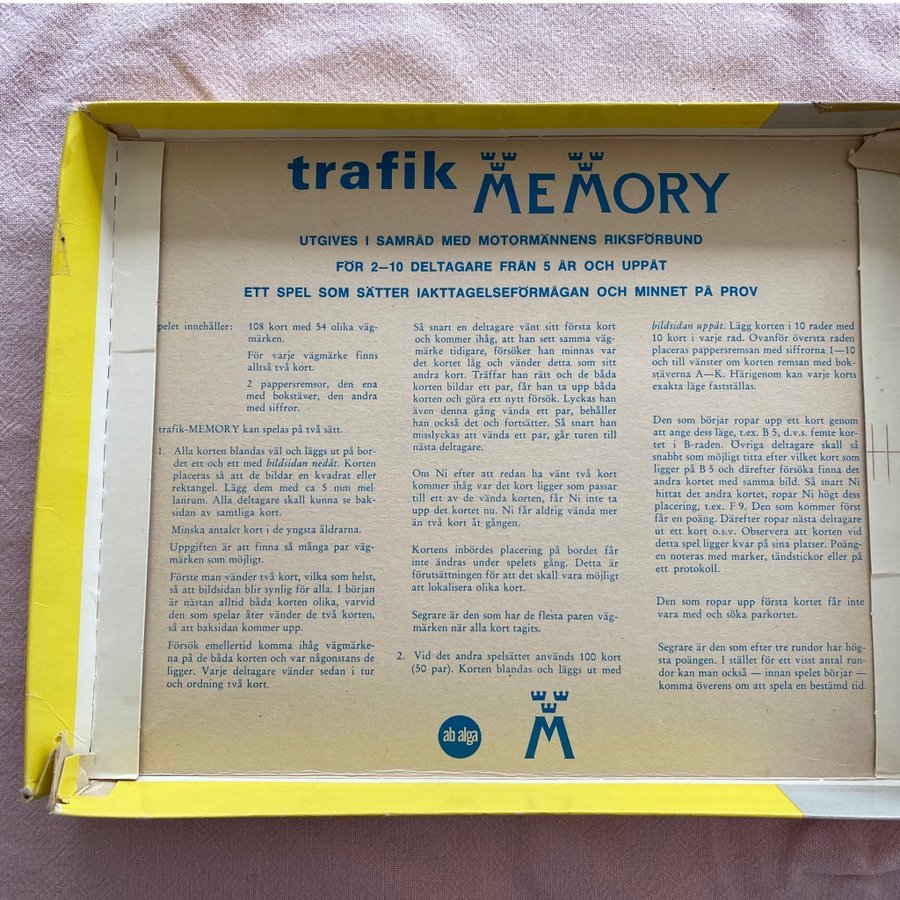 trafik MEMORY
UTGIVES I SAMRÅD MED MOTORMÄNNENS RIKSFÖRBUND
FÖR 2—10 DELTAGARE FRÅN 5 ÅR OCH UPPÅT
ETT SPEL SOM SÄTTER IAKTTAGELSEFÖRMÅGAN OCH MINNET PÅ PROV
pelet innehåller: 108 kort med 54 olika väg-
märken.
För varje vägmärke finns
alltså två kort.
2 pappersremsor, den ena
med bokstäver, den andra
med siffror.
trafik-MEMORY kan spelas på två sätt.
1. Alla korten blandas väl och läggs ut på bor-
det ett och ett med bildsidan nedåt. Korten
placeras så att de bildar en kvadrat eller
rektangel. Lägg dem med ca 5 mm mel-
lanrum. Alla deltagare skall kunna se bak-
sidan av samtliga kort.
Minska antalet kort i de yngsta åldrarna.
Uppgiften är att finna så många par väg-
märken som möjligt.
Förste man vänder två kort, vilka som helst,
så att bildsidan blir synlig för alla. I början
är nästan alltid båda korten olika, varvid
den som spelar åter vänder de två korten,
så att baksidan kommer upp.
Försök emellertid komma ihåg vägmärke-
na på de båda korten och var någonstans de
ligger. Varje deltagare vänder sedan i tur
och ordning två kort.
Så snart en deltagare vänt sitt första kort
och kommer ihåg, att han sett samma väg-
märke tidigare, försöker han minnas var
det kortet låg och vänder detta som sitt
andra kort. Träffar han rätt och de båda
korten bildar ett par, får han ta upp båda
korten och göra ett nytt försök. Lyckas han
även denna gång vända ett par, behåller
han också det och fortsätter. Så snart han
misslyckas att vända ett par, går turen till
nästa deltagare.
Om Ni efter att redan ha vänt två kort
kommer ihåg var det kort ligger som passar
till ett av de vända korten, får Ni inte ta
upp det kortet nu. Ni får aldrig vända mer
än två kort åt gången.
Kortens inbördes placering på bordet får
inte ändras under spelets gång. Detta är
förutsättningen för att det skall vara möjligt
att lokalisera olika kort.
Segrare är den som har de flesta paren väg-
märken när alla kort tagits.
2. Vid det andra spelsättet används 100 kort
(50 par). Korten blandas och läggs ut med
bildsidan uppåt. Lägg korten i 10 rader med
10 kort i varje rad. Ovanför översta raden
placeras pappersremsan med siffrorna 1—10
och till vänster om korten remsan med bok-
stäverna A—K. Härigenom kan varje korts
exakta läge fastställas.
Den som börjar ropar upp ett kort genom
att ange dess läge, t.ex. B 5, d.v.s. femte kor-
tet i B-raden. Övriga deltagare skall så
snabbt som möjligt titta efter vilket kort som
ligger på B 5 och därefter försöka finna det
andra kortet med samma bild. Så snart Ni
hittat det andra kortet, ropar Ni högt dess
placering, t.ex. F 9. Den som kommer först
får en poäng. Därefter ropar nästa deltagare
ut ett kort o.s.v. Observera att korten vid
detta spel ligger kvar på sina platser. Poäng-
en noteras med marker, tändstickor eller på
ett protokoll.
Den som ropar upp första kortet får inte
vara med och söka parkortet.
Segrare är den som efter tre rundor har hög-
sta poängen. I stället för ett visst antal run-
dor kan man också — innan spelet börjar —
komma överens om att spela en bestämd tid.
ab alga
M